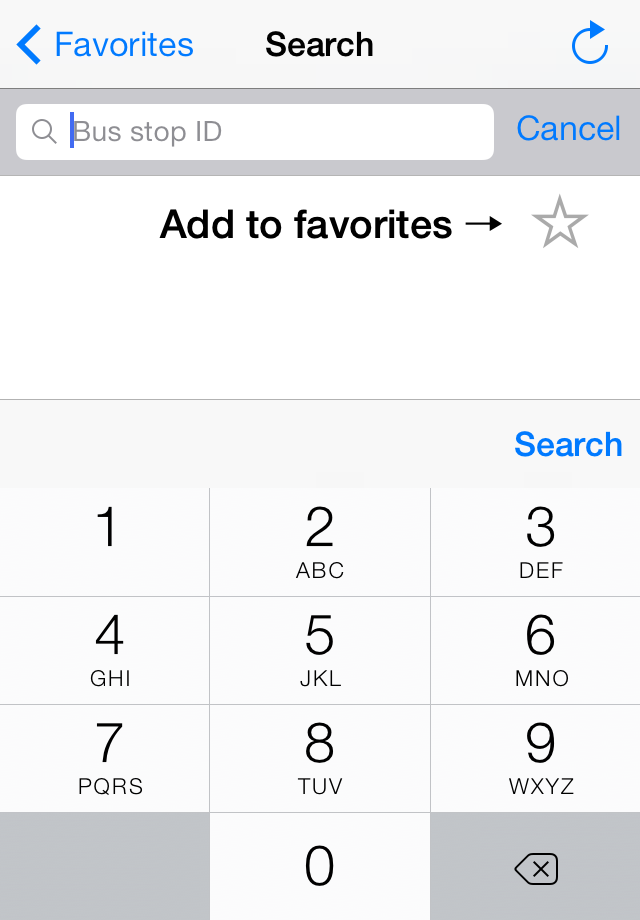 Favorites Search
Bus stop ID Cancel
Add to favorites →
Search
1 2 3
ABC DEF
4 5 6
GHI JKL MNO
7 8 9
PQRS TUV WXYZ
0